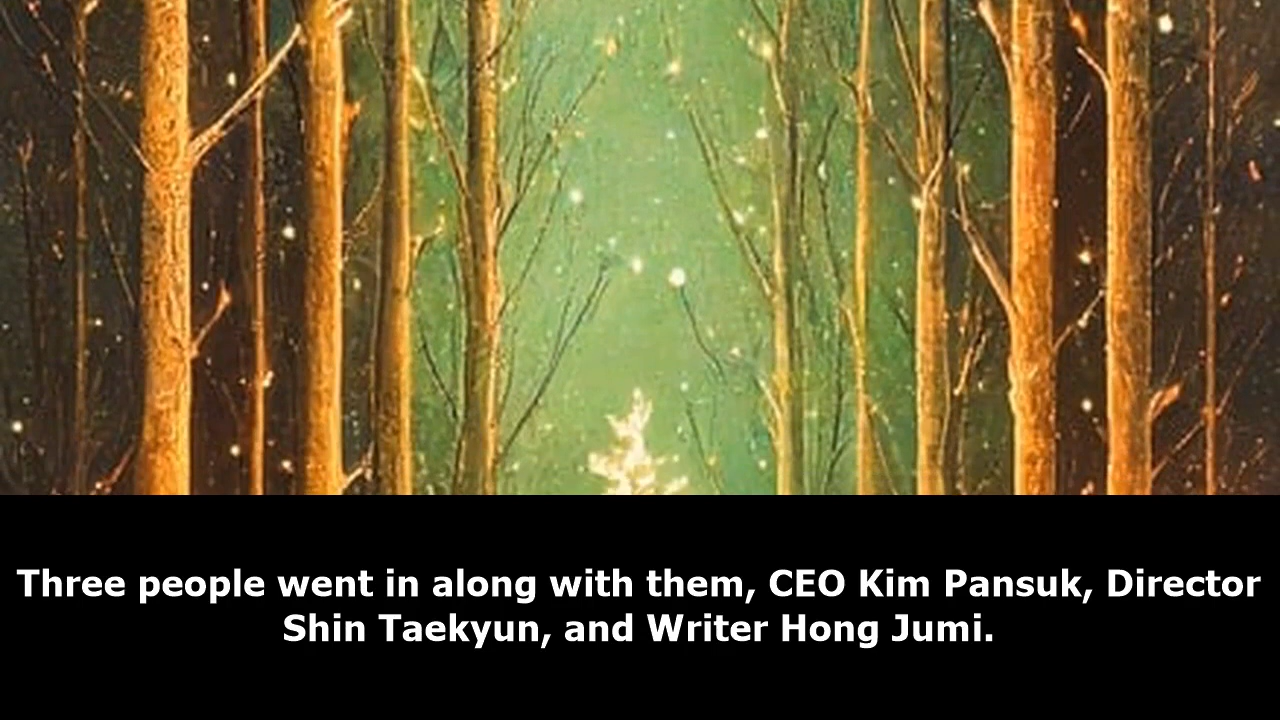 Three people went in along with them, CEO Kim Pansuk, Director
Shin Taekyun, and Writer Hong Jumi.